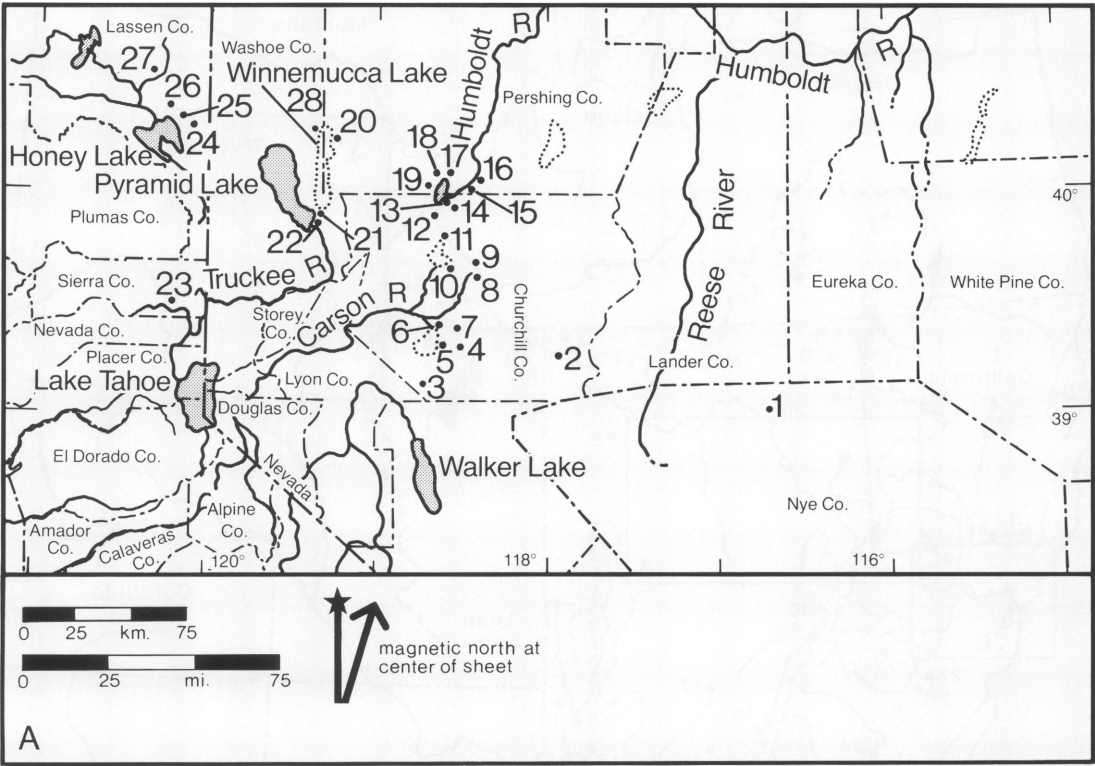 Lassen Co.
27
26
25
24
Honey Lake
Washoe Co.
Winnemucca Lake
28
20
Pyramid Lake
22
21
Humboldt
R
Pershing Co.
18
17
16
19
13
14
15
12
11
9
10
8
Humboldt
R
40°
Plumas Co.
Sierra Co.
23
Truckee R
Nevada Co.
Placer Co.
Lake Tahoe
Storey
Co.
Carson
R
Lyon Co.
Douglas Co.
6
7
5
4
3
Churchill Co.
2
Reese
River
Lander Co.
Eureka Co.
White Pine Co.
1
39°
El Dorado Co.
Nevada
Walker Lake
Nye Co.
Amador
Co.
Calaveras
Co.
Alpine
Co.
120°
118°
116°
0 25 km. 75
0 25 mi. 75
magnetic north at
center of sheet
A